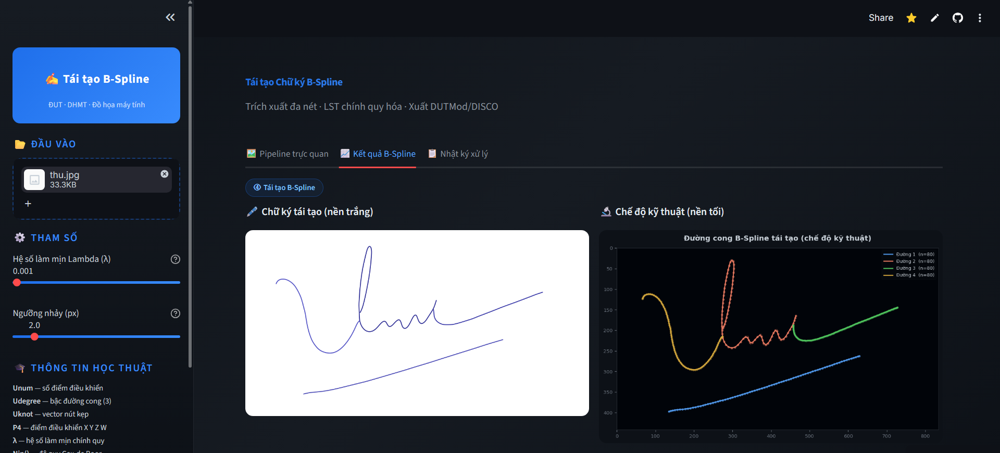 Share
✍️ Tái tạo B-Spline
ĐUT · DHMT · Đồ họa máy tính
ĐẦU VÀO
thu.jpg
33.3KB
+
THAM SỐ
Hệ số làm mịn Lambda (λ)
0.001
Ngưỡng nhảy (px)
2.0
THÔNG TIN HỌC THUẬT
Unum — số điểm điều khiển
Udegree — bậc đường cong (3)
Uknot — vector nút kẹp
P4 — điểm điều khiển X Y Z W
λ — hệ số làm mịn chính quy
Tái tạo Chữ ký B-Spline
Trích xuất đa nét · LST chính quy hóa · Xuất DUTMod/DISCO
Pipeline trực quan
Kết quả B-Spline
Nhật ký xử lý
④ Tái tạo B-Spline
Chữ ký tái tạo (nền trắng)
Chế độ kỹ thuật (nền tối)
Đường cong B-Spline tái tạo (chế độ kỹ thuật)
Đường 1 (n=80)
Đường 2 (n=80)
Đường 3 (n=80)
Đường 4 (n=80)
0
50
100
150
200
250
300
350
400
0 100 200 300 400 500 600 700 800